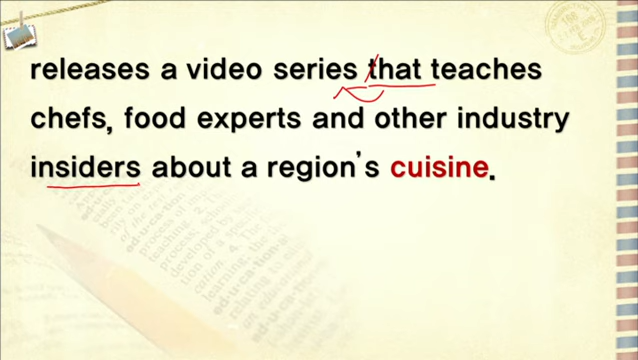 releases a video series that teaches
chefs, food experts and other industry
insiders about a region's cuisine.